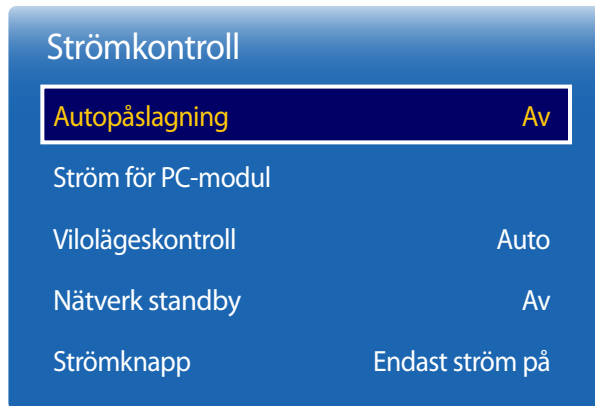 Strömkontroll
Autopåslagning Av
Ström för PC-modul
Vilolägeskontroll Auto
Nätverk standby Av
Strömknapp Endast ström på